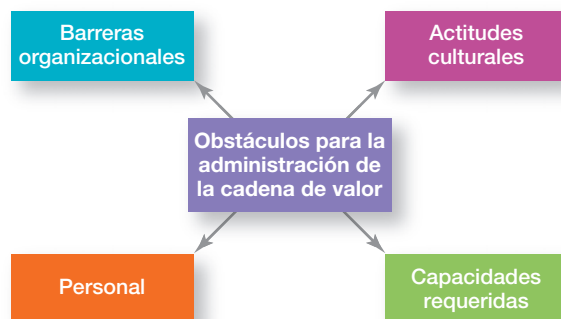 Barreras
organizacionales
Actitudes
culturales
Obstáculos para la
administración de
la cadena de valor
Personal
Capacidades
requeridas